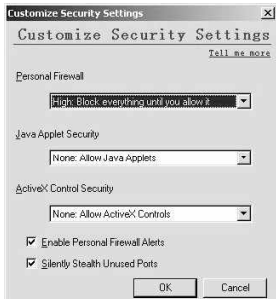 Customize Security Settings
Customize Security Settings
Tell me more
Personal Firewall
High: Block everything until you allow it
Java Applet Security
None: Allow Java Applets
ActiveX Control Security
None: Allow ActiveX Controls
Enable Personal Firewall Alerts
Silently Stealth Unused Ports
OK Cancel